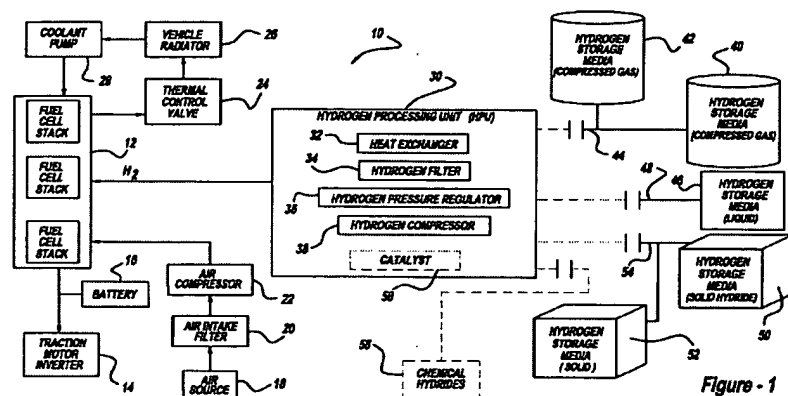 COOLANT
PUMP
28
VEHICLE
RADIATOR
26
THERMAL
CONTROL
VALVE
24
FUEL
CELL
STACK
12
FUEL
CELL
STACK
FUEL
CELL
STACK
H2
16
BATTERY
TRACTION
MOTOR
INVERTER
14
AIR
COMPRESSOR
22
AIR INTAKE
FILTER
20
AIR
SOURCE
18
10
30
HYDROGEN PROCESSING UNIT (HPU)
32
HEAT EXCHANGER
34
HYDROGEN FILTER
36
HYDROGEN PRESSURE REGULATOR
38
HYDROGEN COMPRESSOR
CATALYST
56
58
CHEMICAL
HYDRIDES
HYDROGEN
STORAGE
MEDIA
(COMPRESSED GAS)
42
40
HYDROGEN
STORAGE
MEDIA
(COMPRESSED GAS)
44
48
46
HYDROGEN
STORAGE
MEDIA
(LIQUID)
54
HYDROGEN
STORAGE
MEDIA
(SOLID HYDRIDE)
50
HYDROGEN
STORAGE
MEDIA
(SOLID)
52
Figure - 1